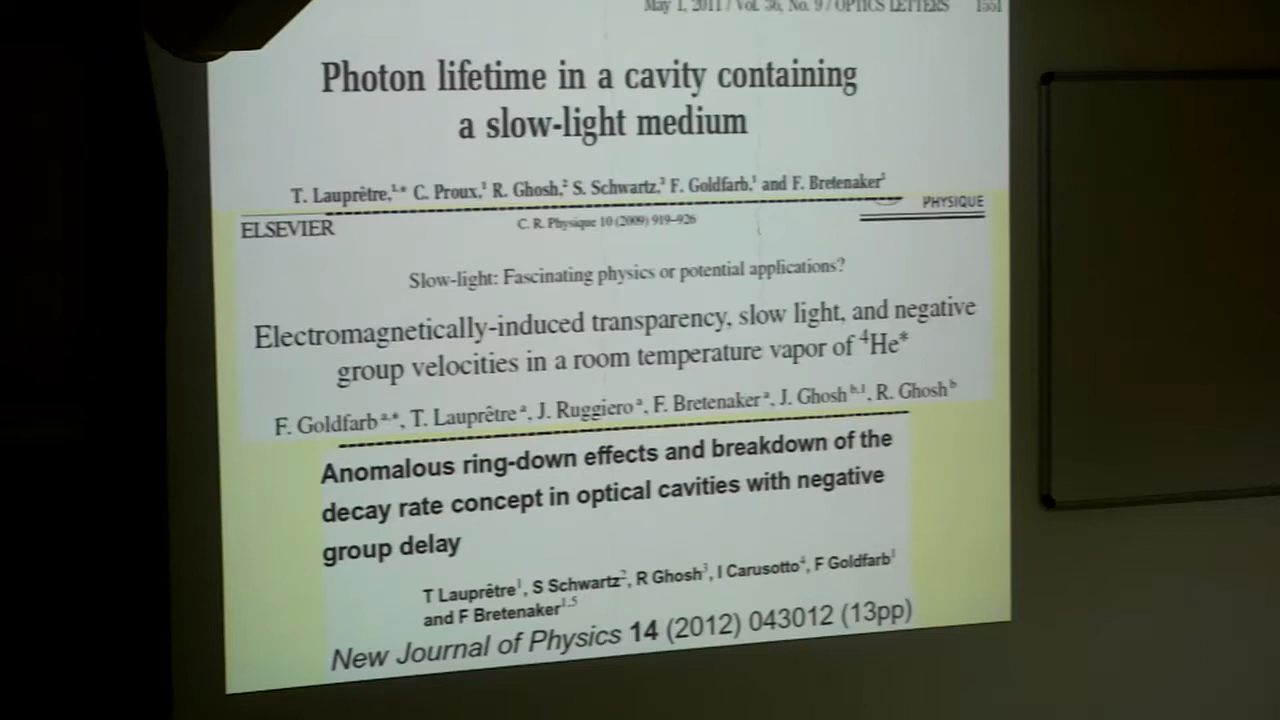 May 1, 2011 / Vol. 36, No. 9 / OPTICS LETTERS 1551
Photon lifetime in a cavity containing
a slow-light medium
T. Lauprêtre,¹,* C. Proux,¹ R. Ghosh,² S. Schwartz,³ F. Goldfarb,¹ and F. Bretenaker¹
ELSEVIER
C. R. Physique 10 (2009) 919–926
PHYSIQUE
Slow-light: Fascinating physics or potential applications?
Electromagnetically-induced transparency, slow light, and negative
group velocities in a room temperature vapor of ⁴He*
F. Goldfarb ᵃ,*, T. Lauprêtre ᵃ, J. Ruggiero ᵃ, F. Bretenaker ᵃ, J. Ghosh ᵇ,¹, R. Ghosh ᵇ
Anomalous ring-down effects and breakdown of the
decay rate concept in optical cavities with negative
group delay
T Lauprêtre¹, S Schwartz², R Ghosh³, I Carusotto⁴, F Goldfarb¹
and F Bretenaker¹,⁵
New Journal of Physics 14 (2012) 043012 (13pp)